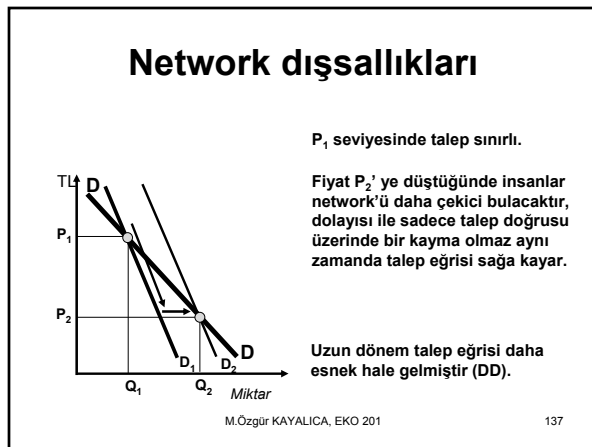 Network dışsallıkları
P₁ seviyesinde talep sınırlı.
Fiyat P₂' ye düştüğünde insanlar
network'ü daha çekici bulacaktır,
dolayısı ile sadece talep doğrusu
üzerinde bir kayma olmaz aynı
zamanda talep eğrisi sağa kayar.
Uzun dönem talep eğrisi daha
esnek hale gelmiştir (DD).
TL
D
P₁
P₂
D₁
D₂
D
Q₁
Q₂
Miktar
M.Özgür KAYALICA, EKO 201
137